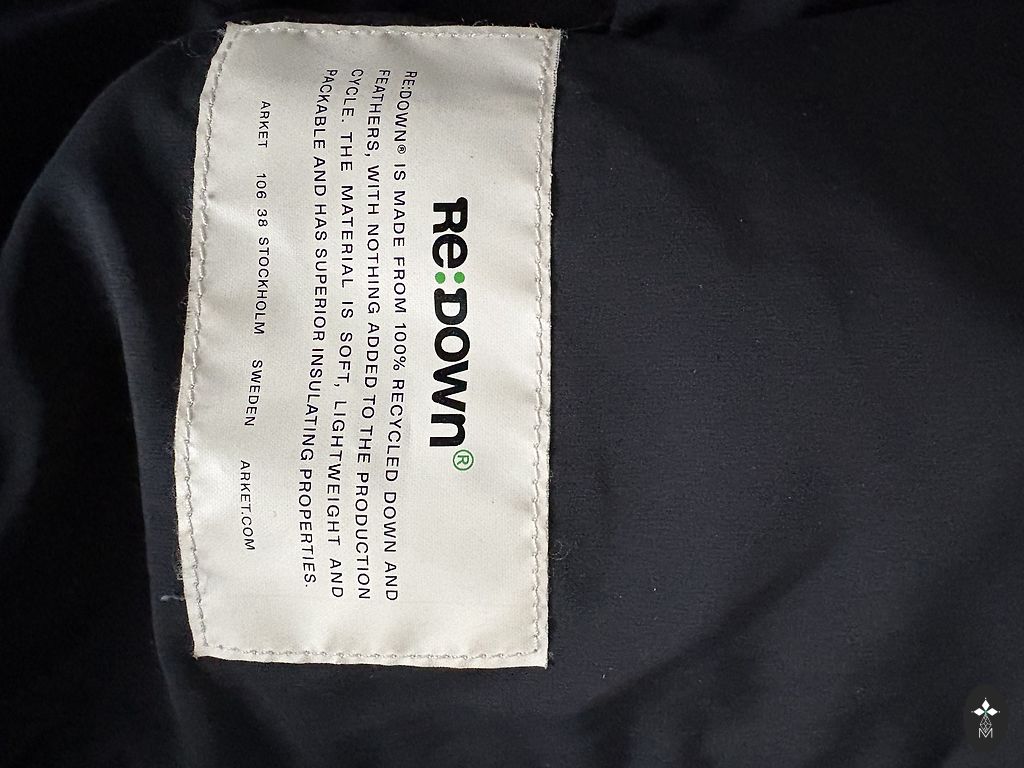 Re:Down®
RE:DOWN® IS MADE FROM 100% RECYCLED DOWN AND
FEATHERS, WITH NOTHING ADDED TO THE PRODUCTION
CYCLE. THE MATERIAL IS SOFT, LIGHTWEIGHT AND
PACKABLE AND HAS SUPERIOR INSULATING PROPERTIES.
ARKET 106 38 STOCKHOLM SWEDEN ARKET.COM
M